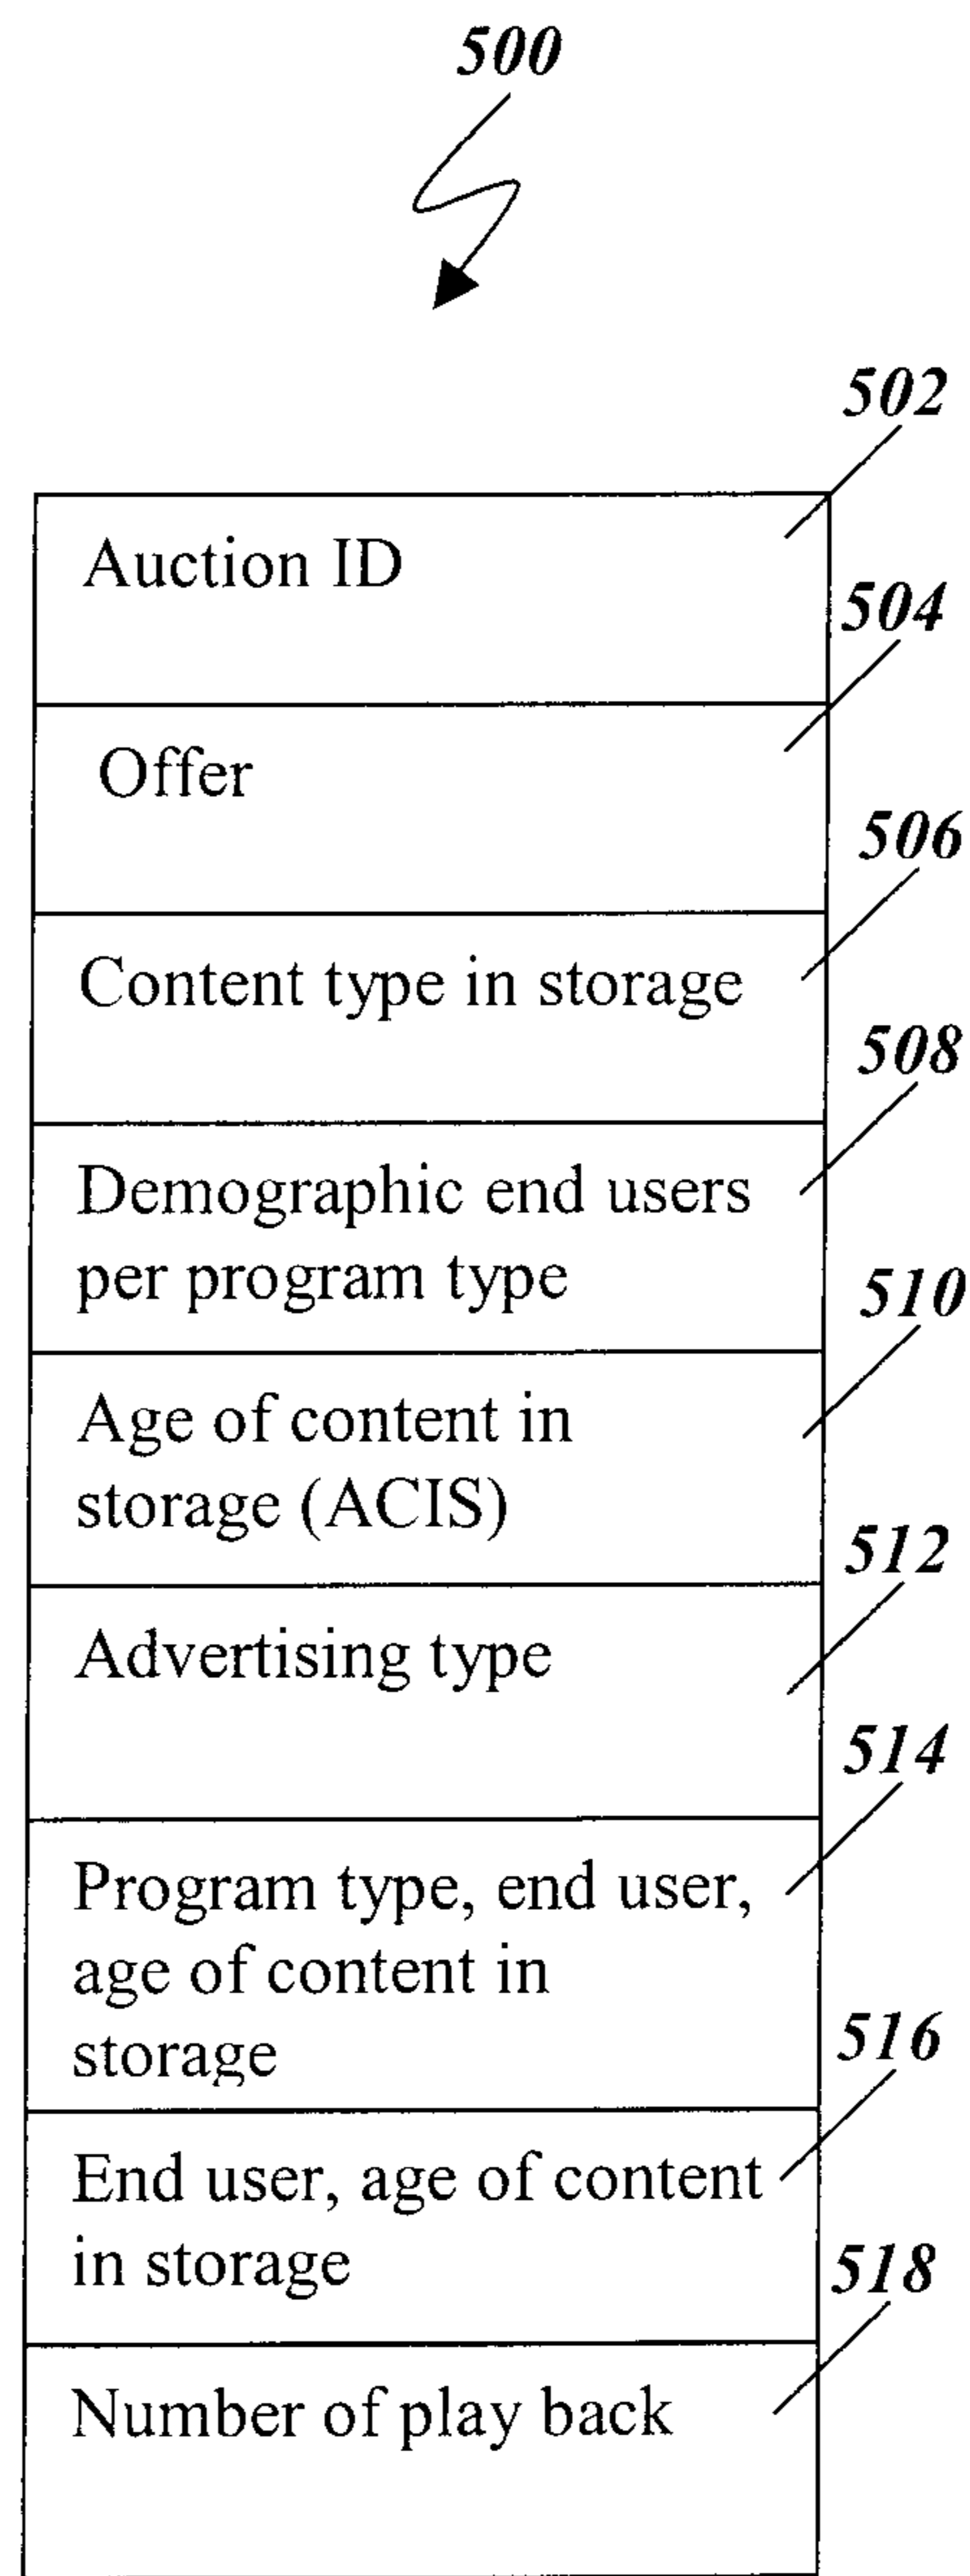 500
502
Auction ID
504
Offer
506
Content type in storage
508
Demographic end users
per program type
510
Age of content in
storage (ACIS)
512
Advertising type
514
Program type, end user,
age of content in
storage
516
End user, age of content
in storage
518
Number of play back